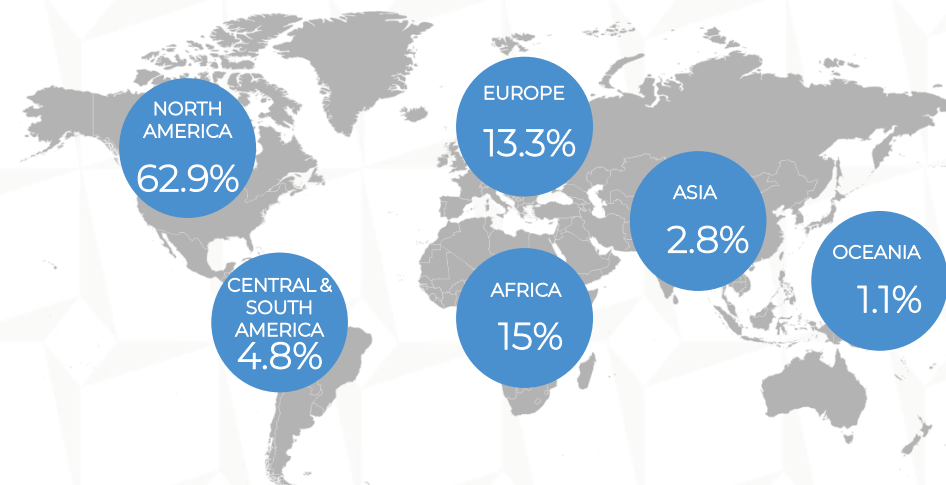 NORTH
AMERICA
62.9%
EUROPE
13.3%
ASIA
2.8%
OCEANIA
1.1%
CENTRAL &
SOUTH
AMERICA
4.8%
AFRICA
15%